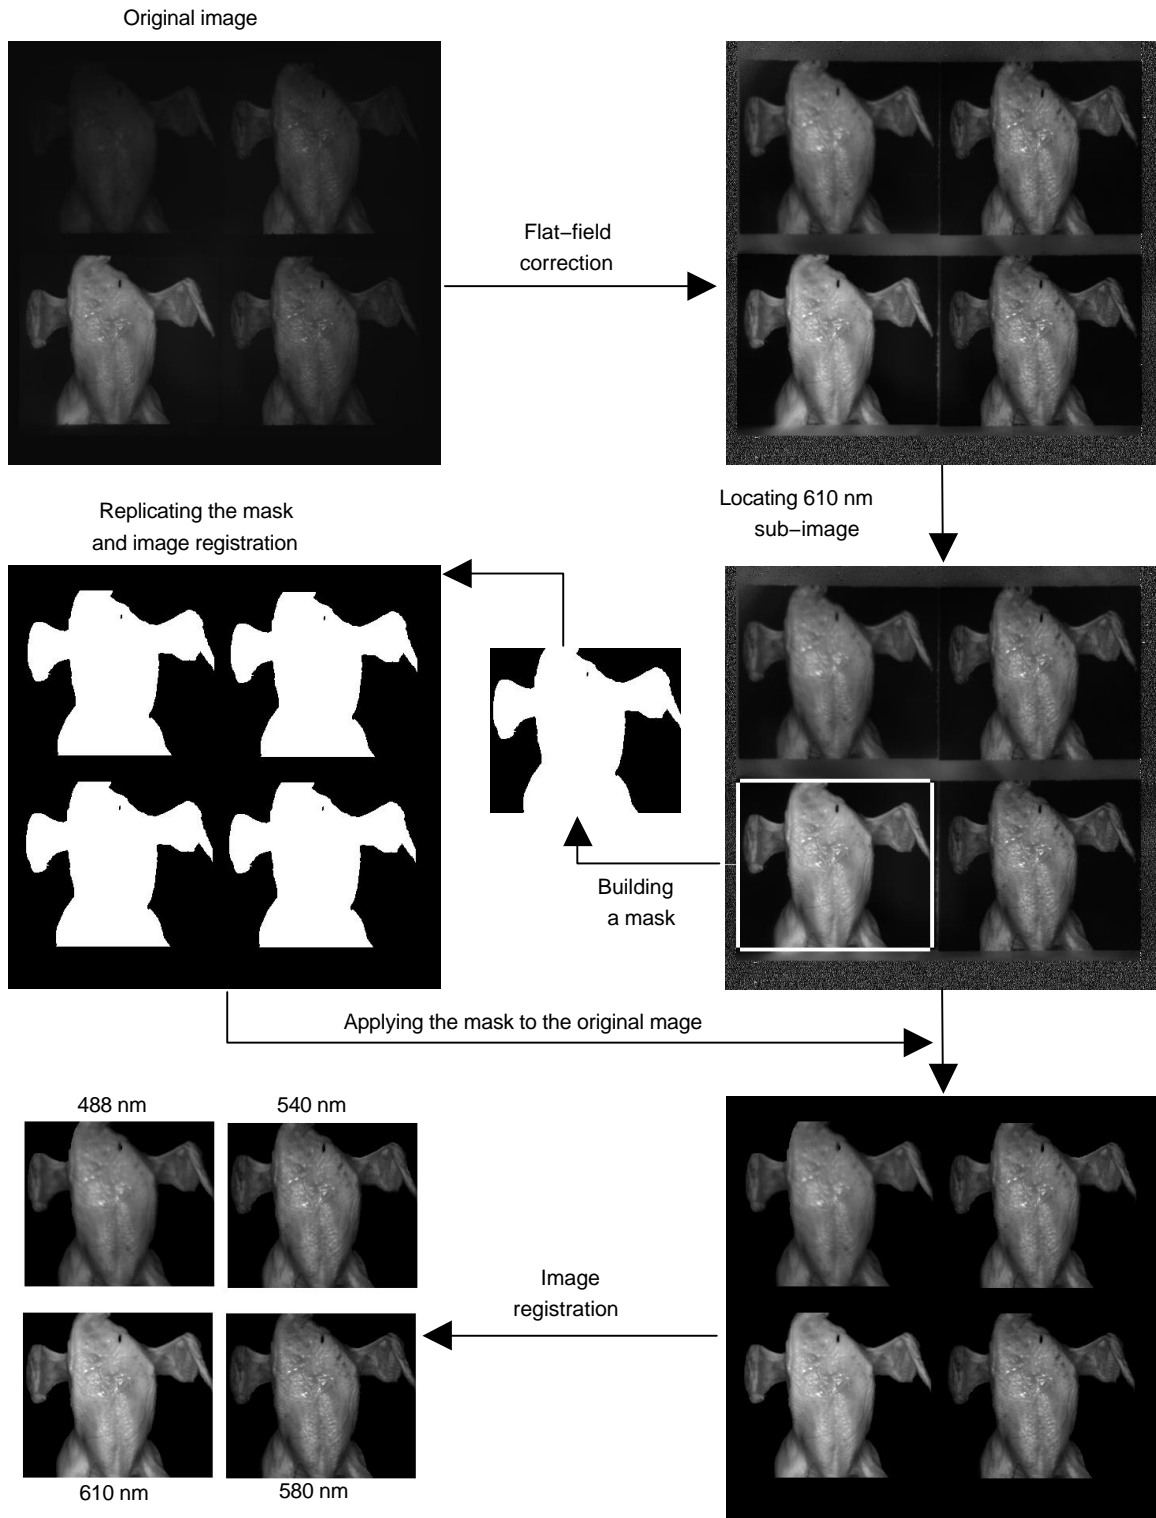 Original image
Flat–field
correction
Locating 610 nm
sub–image
Replicating the mask
and image registration
Building
a mask
Applying the mask to the original mage
488 nm
540 nm
Image
registration
610 nm
580 nm